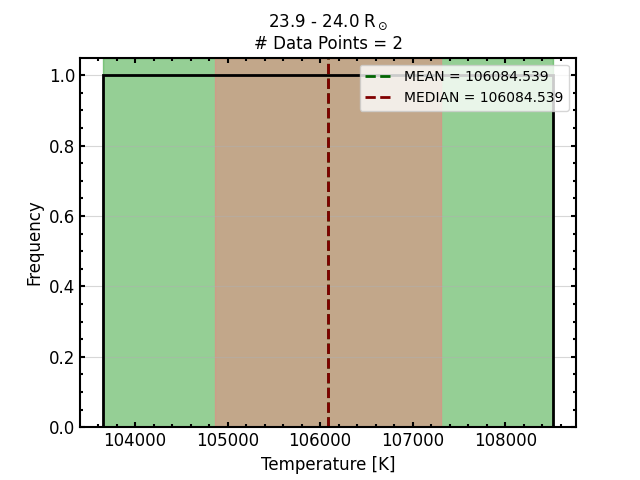 23.9 - 24.0 R☉
# Data Points = 2
MEAN = 106084.539
MEDIAN = 106084.539
1.0
0.8
0.6
0.4
0.2
0.0
Frequency
104000 105000 106000 107000 108000
Temperature [K]